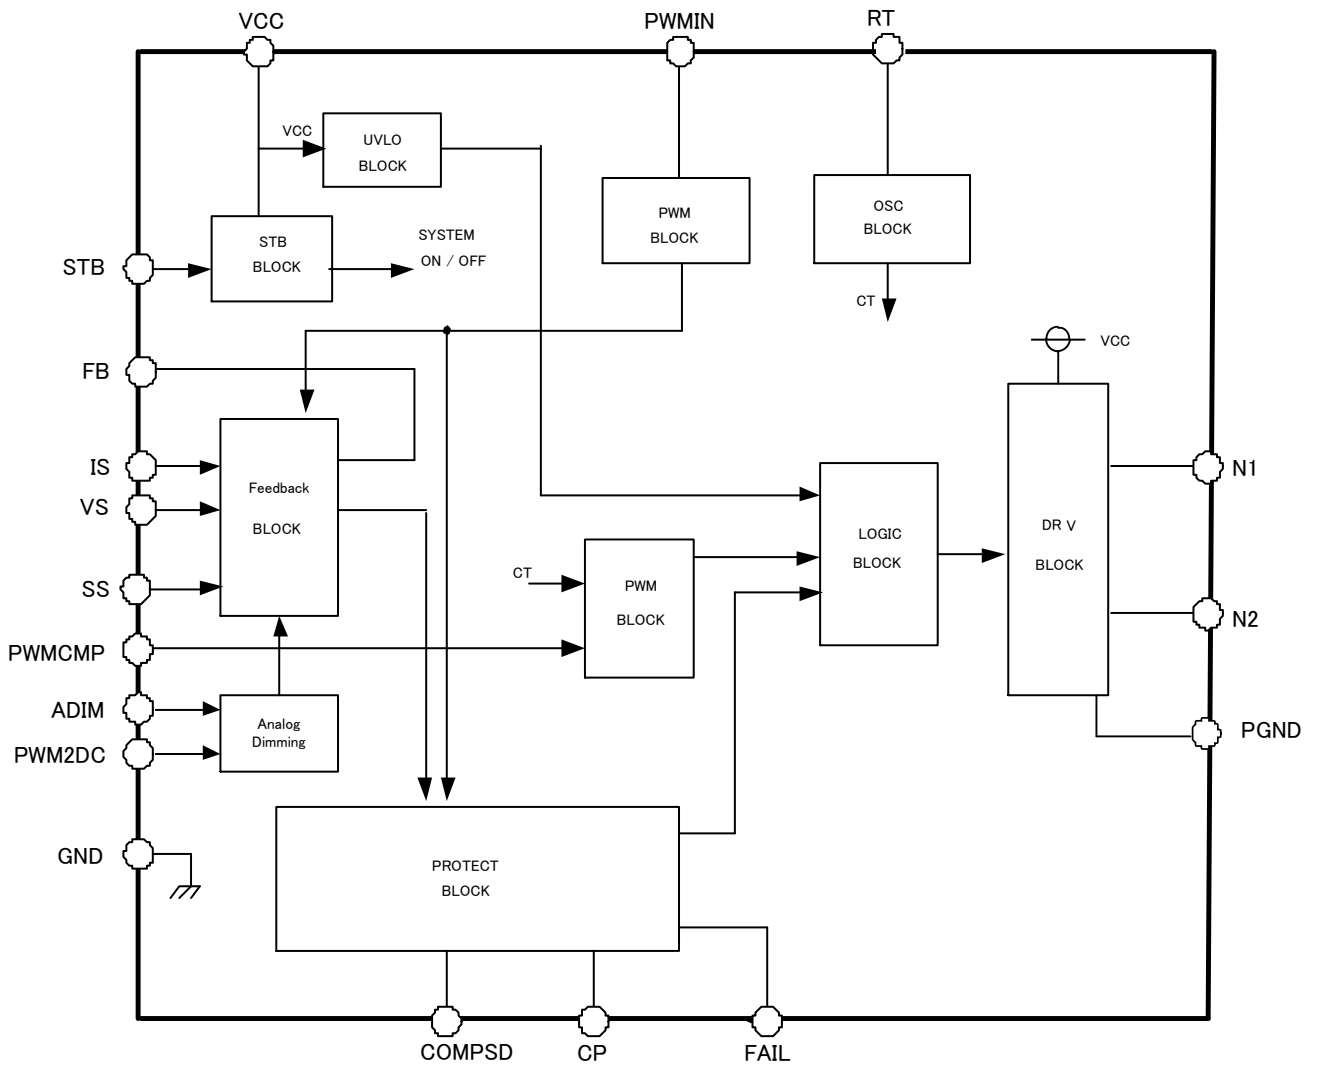 VCC
PWMIN
RT
VCC
UVLO
BLOCK
PWM
BLOCK
OSC
BLOCK
STB
BLOCK
SYSTEM
ON / OFF
STB
CT
VCC
FB
IS
VS
SS
Feedback
BLOCK
N1
LOGIC
BLOCK
DR V
BLOCK
CT
PWM
BLOCK
N2
PWMCMP
ADIM
PWM2DC
Analog
Dimming
PGND
GND
PROTECT
BLOCK
COMPSD
CP
FAIL